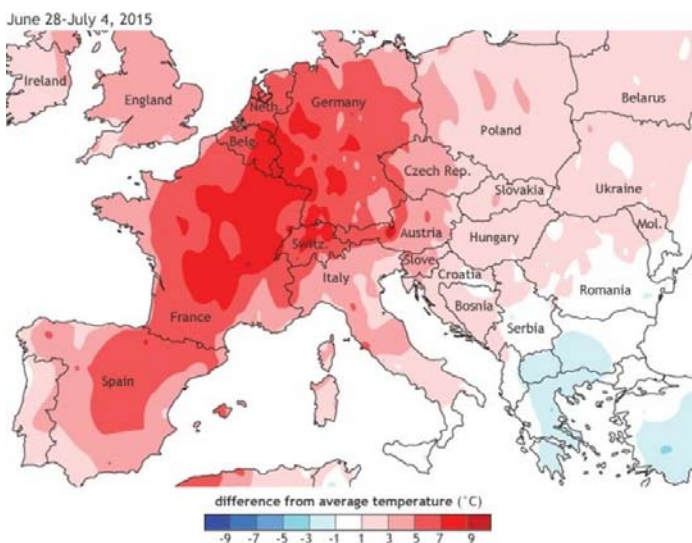 June 28-July 4, 2015
Ireland
England
Neth.
Germany
Belarus
Poland
Belg.
Czech Rep.
Slovakia
Ukraine
Mol.
Switz.
Austria
Hungary
Slove.
Italy
Croatia
Romania
Bosnia
Serbia
France
Spain
difference from average temperature (°C)
-9 -7 -5 -3 -1 1 3 5 7 9